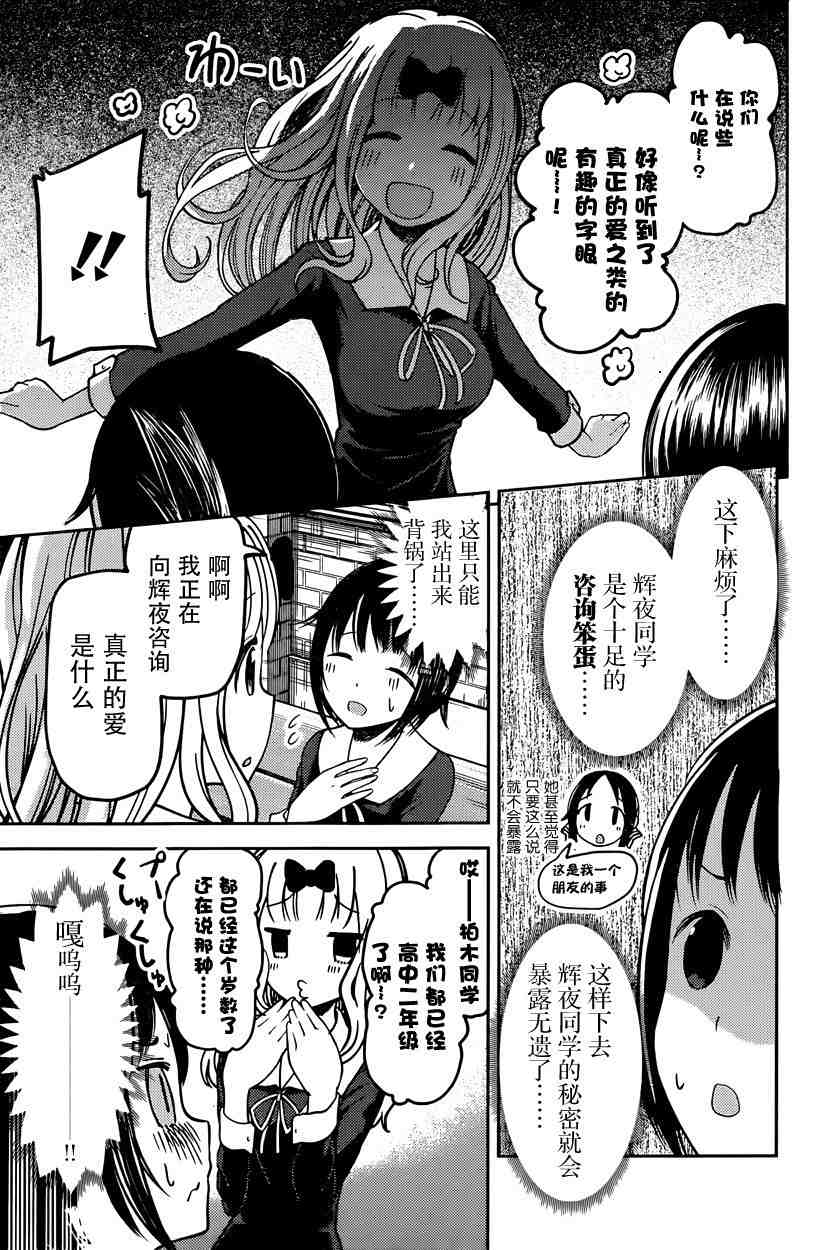 你们
在说些
什么呢~?
好像听到了
真正的爱之类的
有趣的字眼
呢~!
わーい
!!
这下麻烦了……
辉夜同学
是个十足的
咨询笨蛋……
她甚至觉得
只要这么说
就不会暴露
这是我一个
朋友的事
这样下去
辉夜同学的秘密就会
暴露无遗了……
这里只能
我站出来
背锅了……
啊啊
我正在
向辉夜咨询
真正的爱
是什么
哎——柏木同学
我们都已经
高中二年级
了啊~?
都已经这个岁数了
还在说那种……
プー
くしゅくしゅ
嘎呜呜——!!